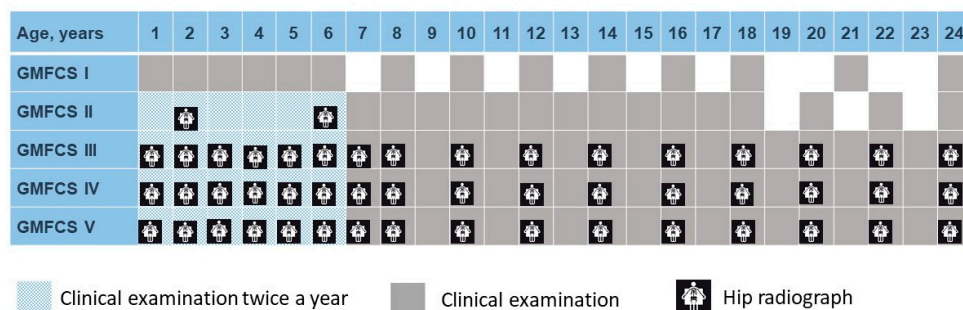 Age, years 1 2 3 4 5 6 7 8 9 10 11 12 13 14 15 16 17 18 19 20 21 22 23 24
GMFCS I
GMFCS II
GMFCS III
GMFCS IV
GMFCS V
Clinical examination twice a year Clinical examination Hip radiograph